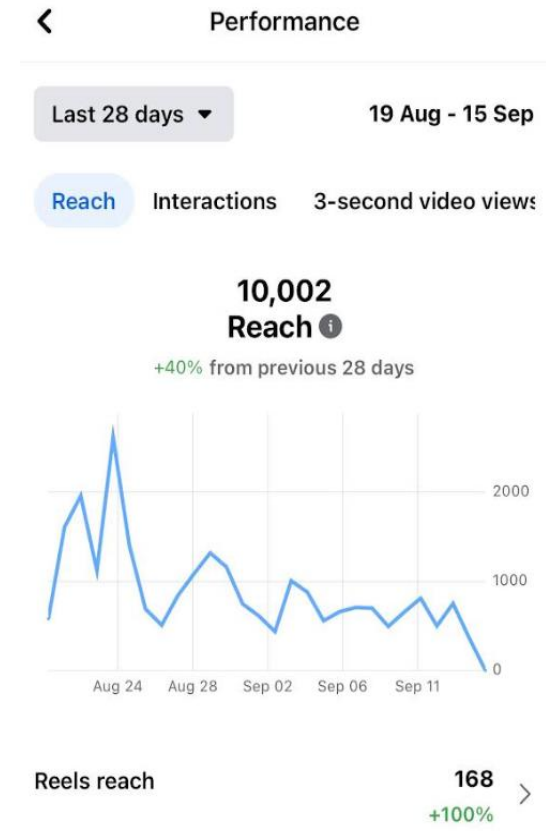 Performance
Last 28 days 19 Aug - 15 Sep
Reach Interactions 3-second video views
10,002
Reach
+40% from previous 28 days
2000
1000
0
Aug 24 Aug 28 Sep 02 Sep 06 Sep 11
Reels reach 168
+100%